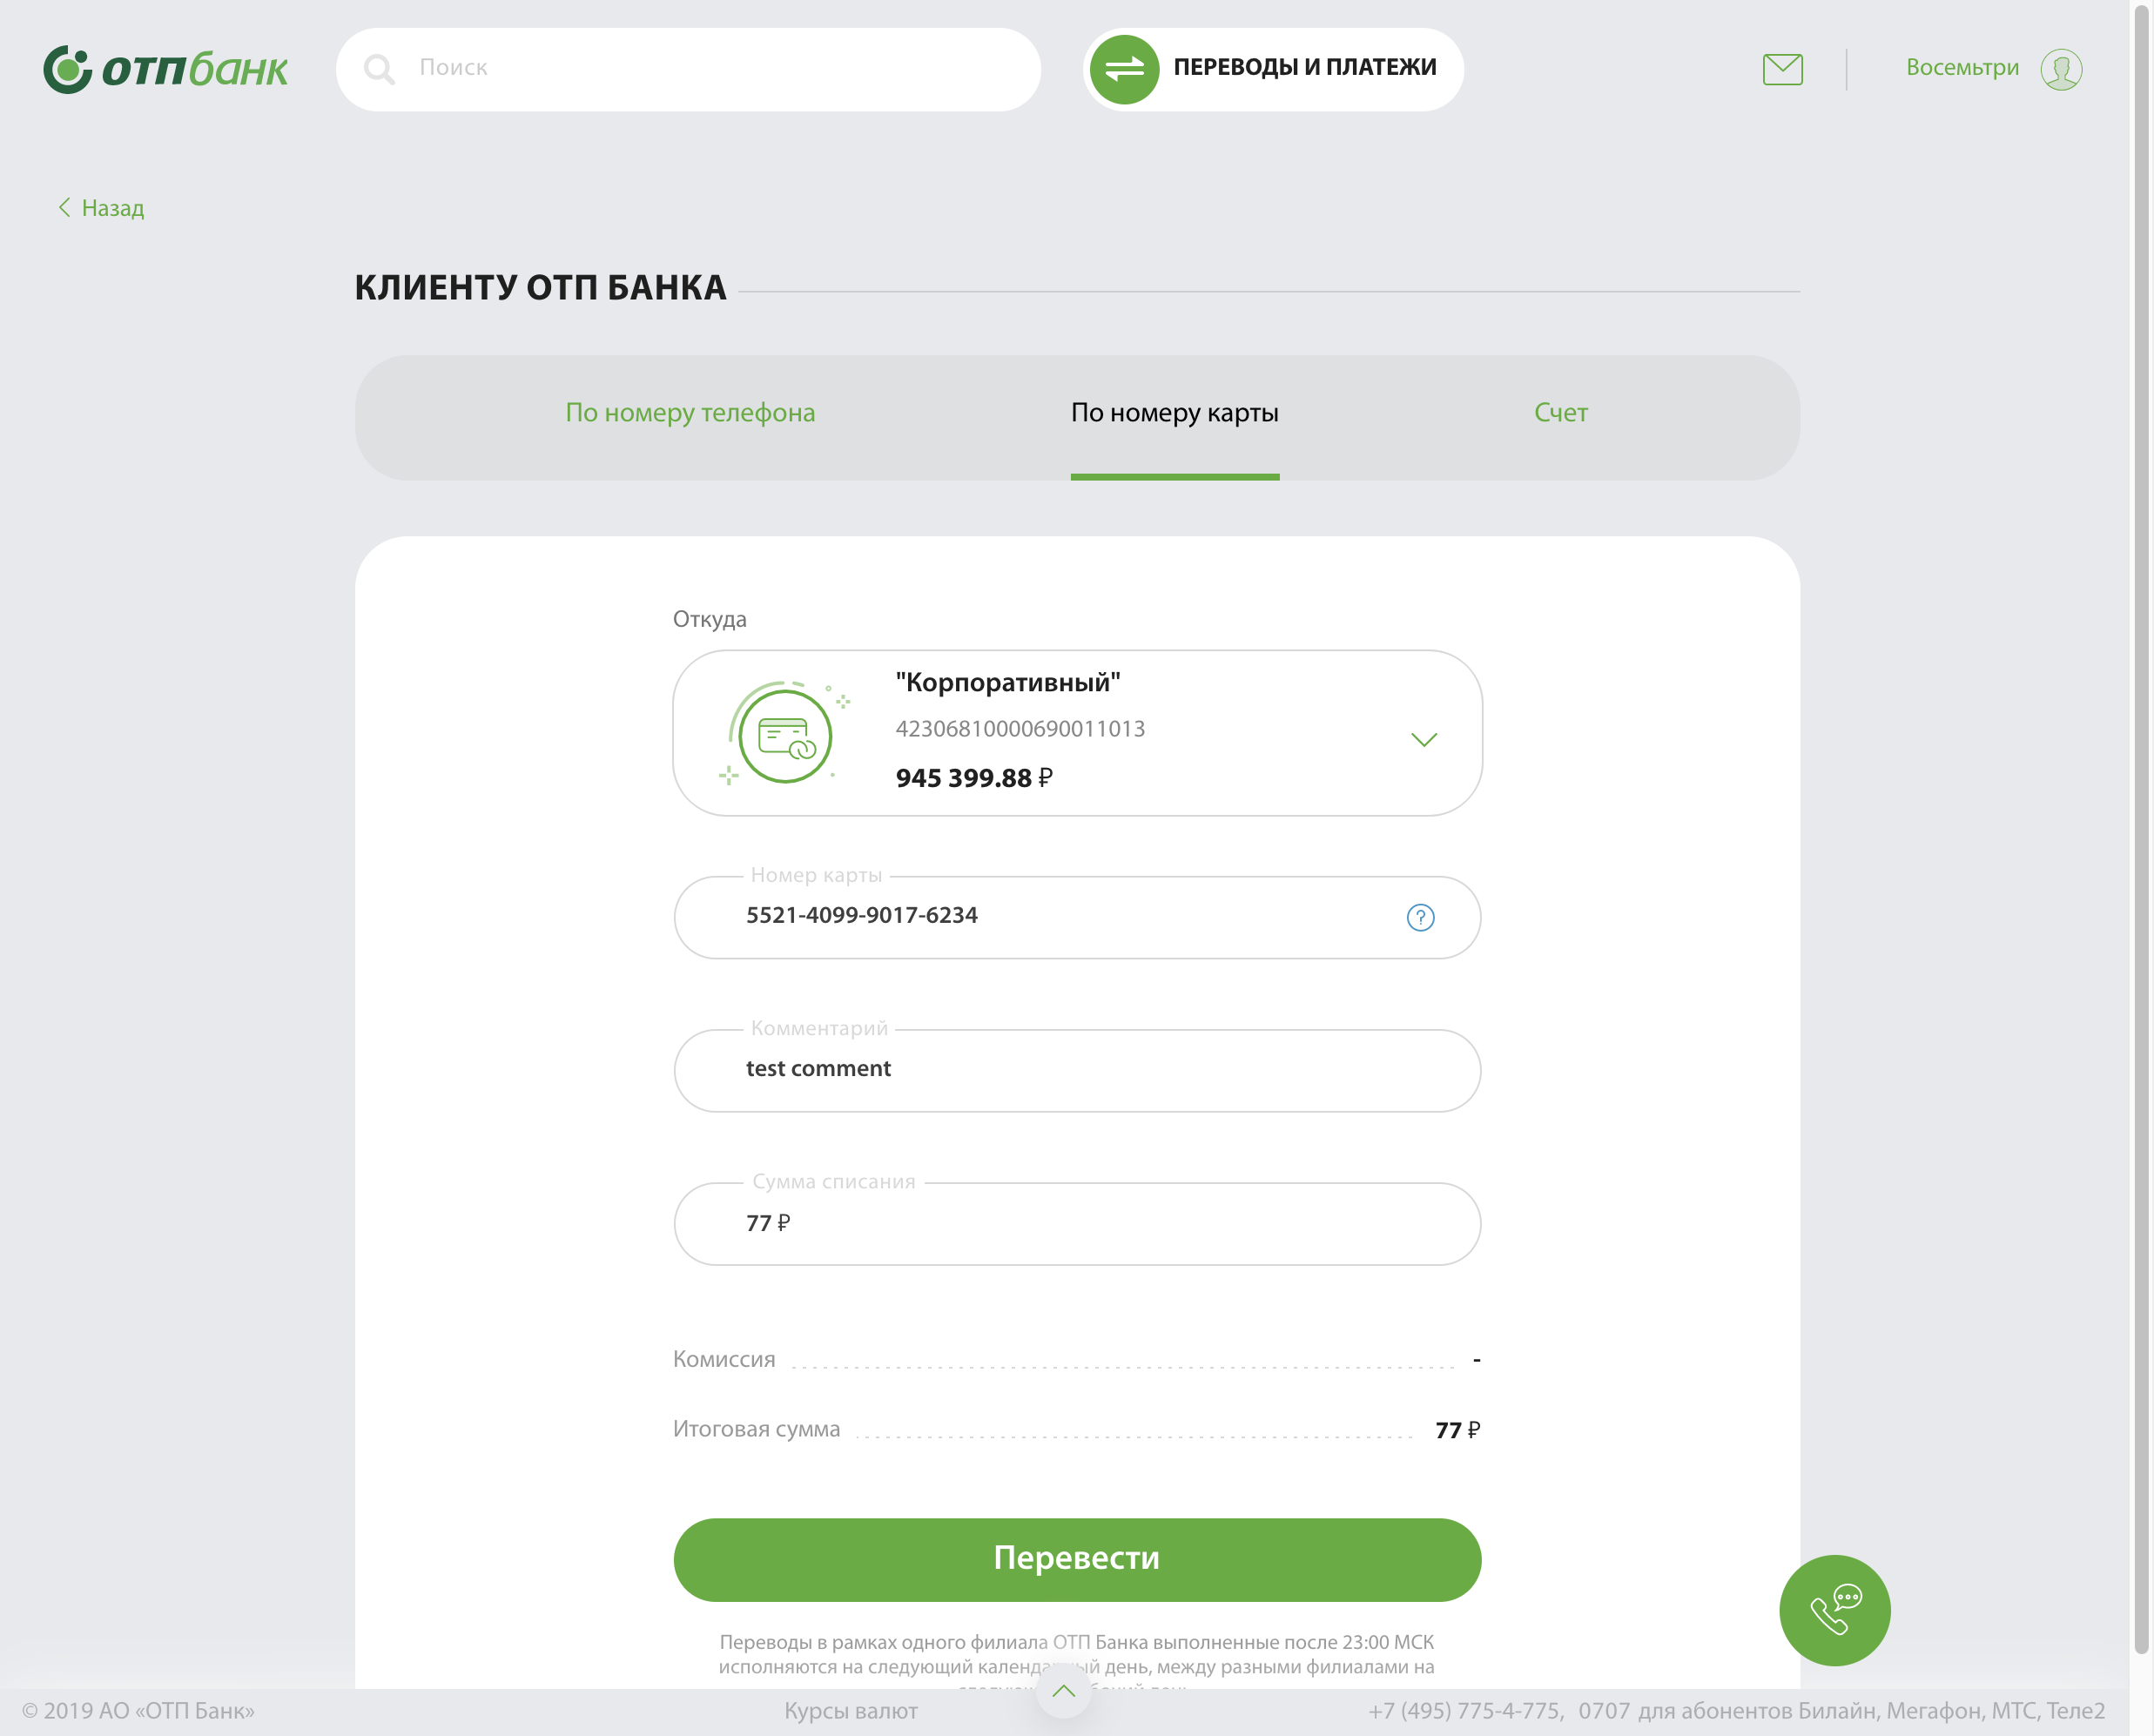 отпбанк
Поиск
ПЕРЕВОДЫ И ПЛАТЕЖИ
Восемьтри
Назад
КЛИЕНТУ ОТП БАНКА
По номеру телефона
По номеру карты
Счет
Откуда
"Корпоративный"
42306810000690011013
945 399.88 ₽
Номер карты
5521-4099-9017-6234
?
Комментарий
test comment
Сумма списания
77 ₽
Комиссия -
Итоговая сумма 77 ₽
Перевести
Переводы в рамках одного филиала ОТП Банка выполненные после 23:00 МСК
исполняются на следующий календарный день, между разными филиалами на
© 2019 АО «ОТП Банк»
Курсы валют
+7 (495) 775-4-775, 0707 для абонентов Билайн, Мегафон, МТС, Теле2